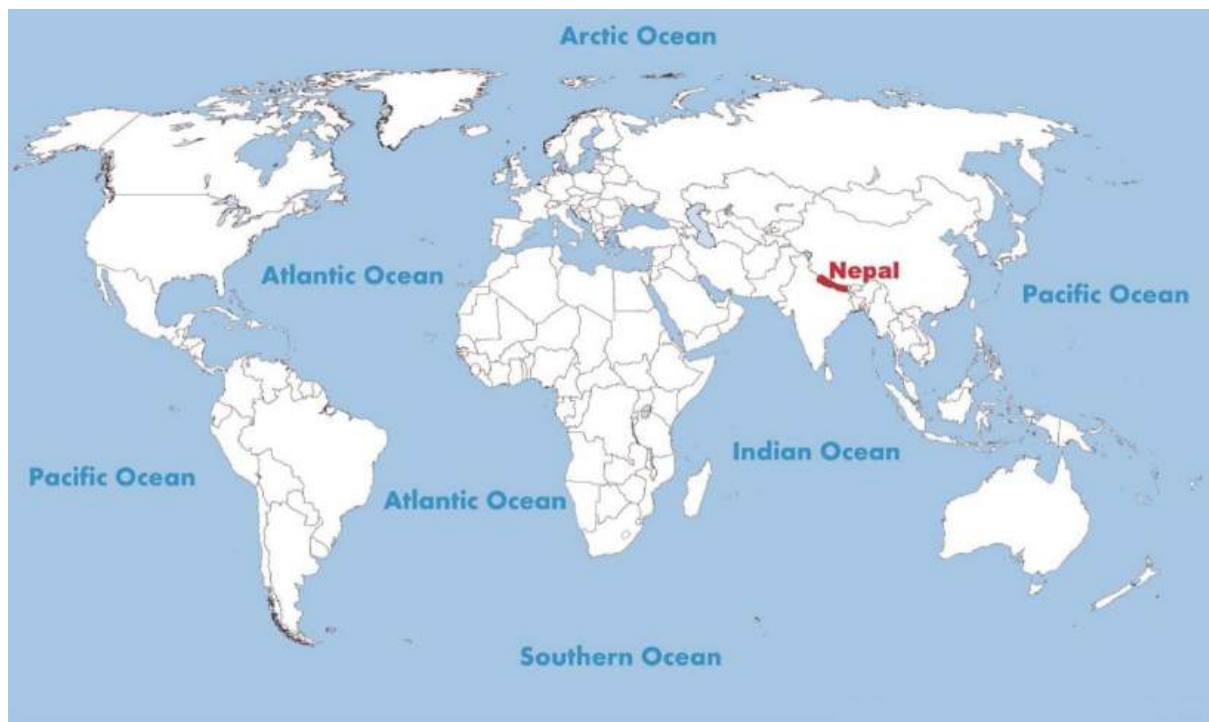 Arctic Ocean
Nepal
Atlantic Ocean
Pacific Ocean
Indian Ocean
Pacific Ocean
Atlantic Ocean
Southern Ocean